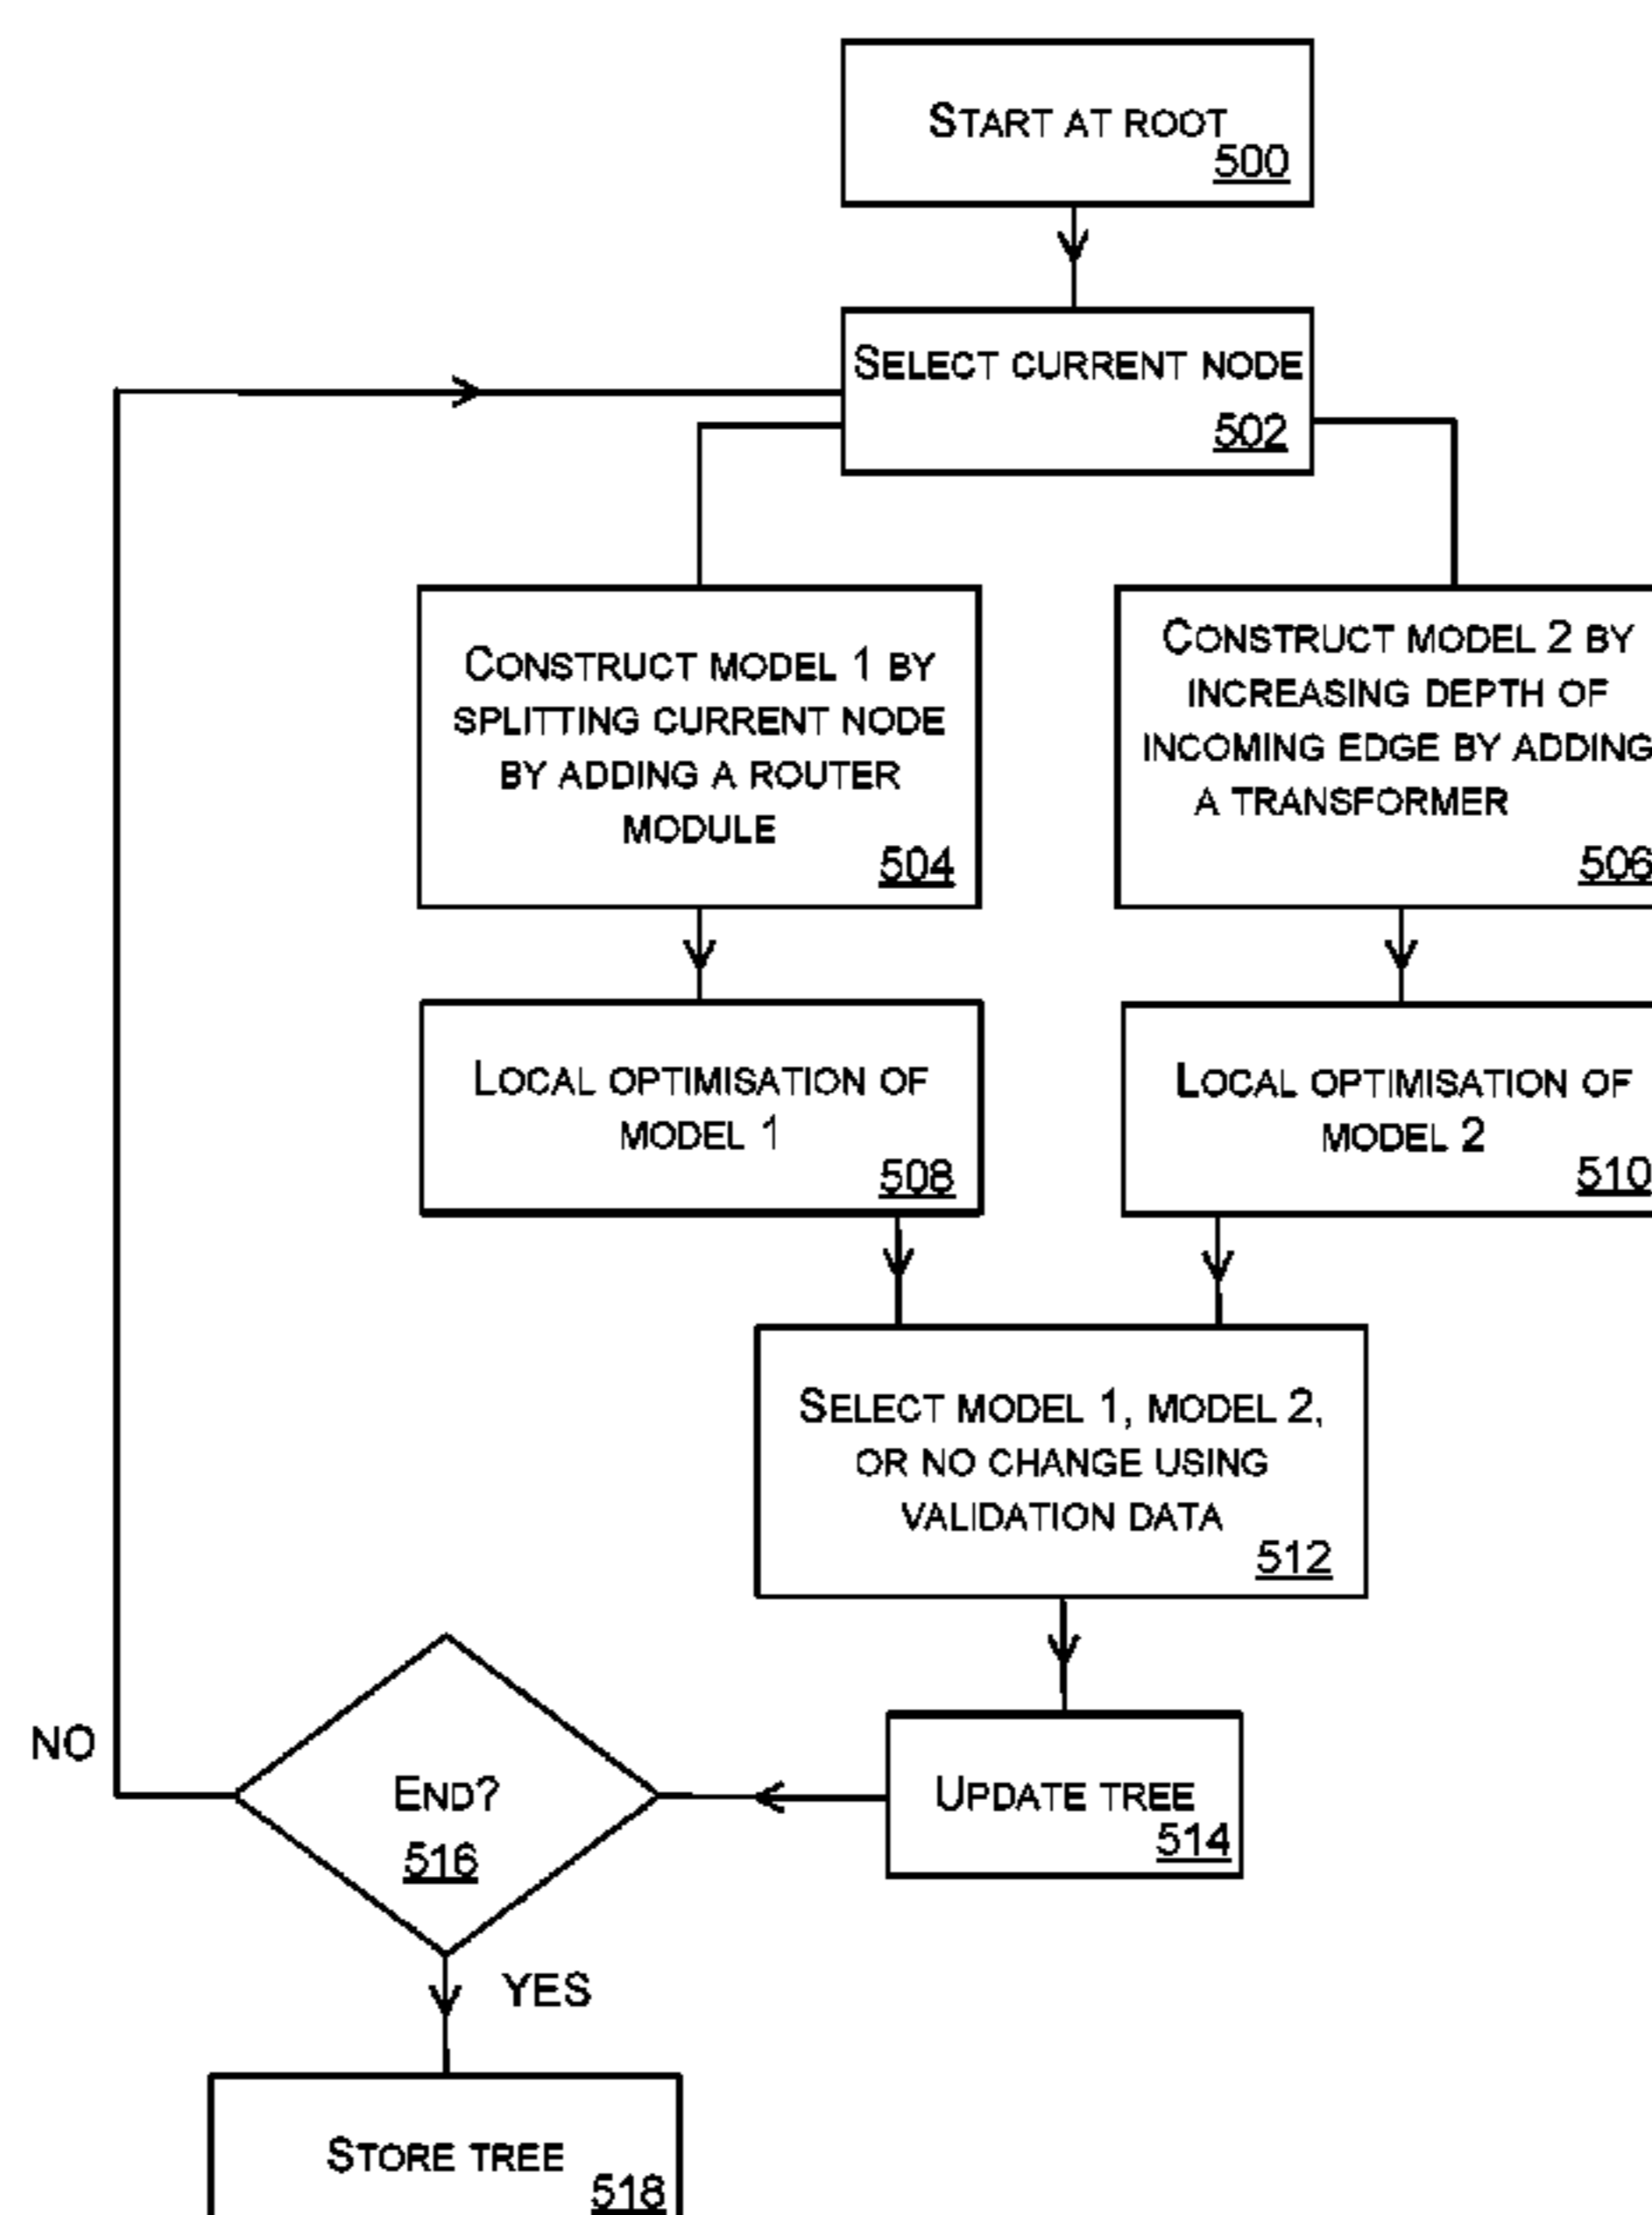 START AT ROOT
500
SELECT CURRENT NODE
502
CONSTRUCT MODEL 1 BY
SPLITTING CURRENT NODE
BY ADDING A ROUTER
MODULE
504
CONSTRUCT MODEL 2 BY
INCREASING DEPTH OF
INCOMING EDGE BY ADDING
A TRANSFORMER
506
LOCAL OPTIMISATION OF
MODEL 1
508
LOCAL OPTIMISATION OF
MODEL 2
510
SELECT MODEL 1, MODEL 2,
OR NO CHANGE USING
VALIDATION DATA
512
UPDATE TREE
514
END?
516
NO
YES
STORE TREE
518